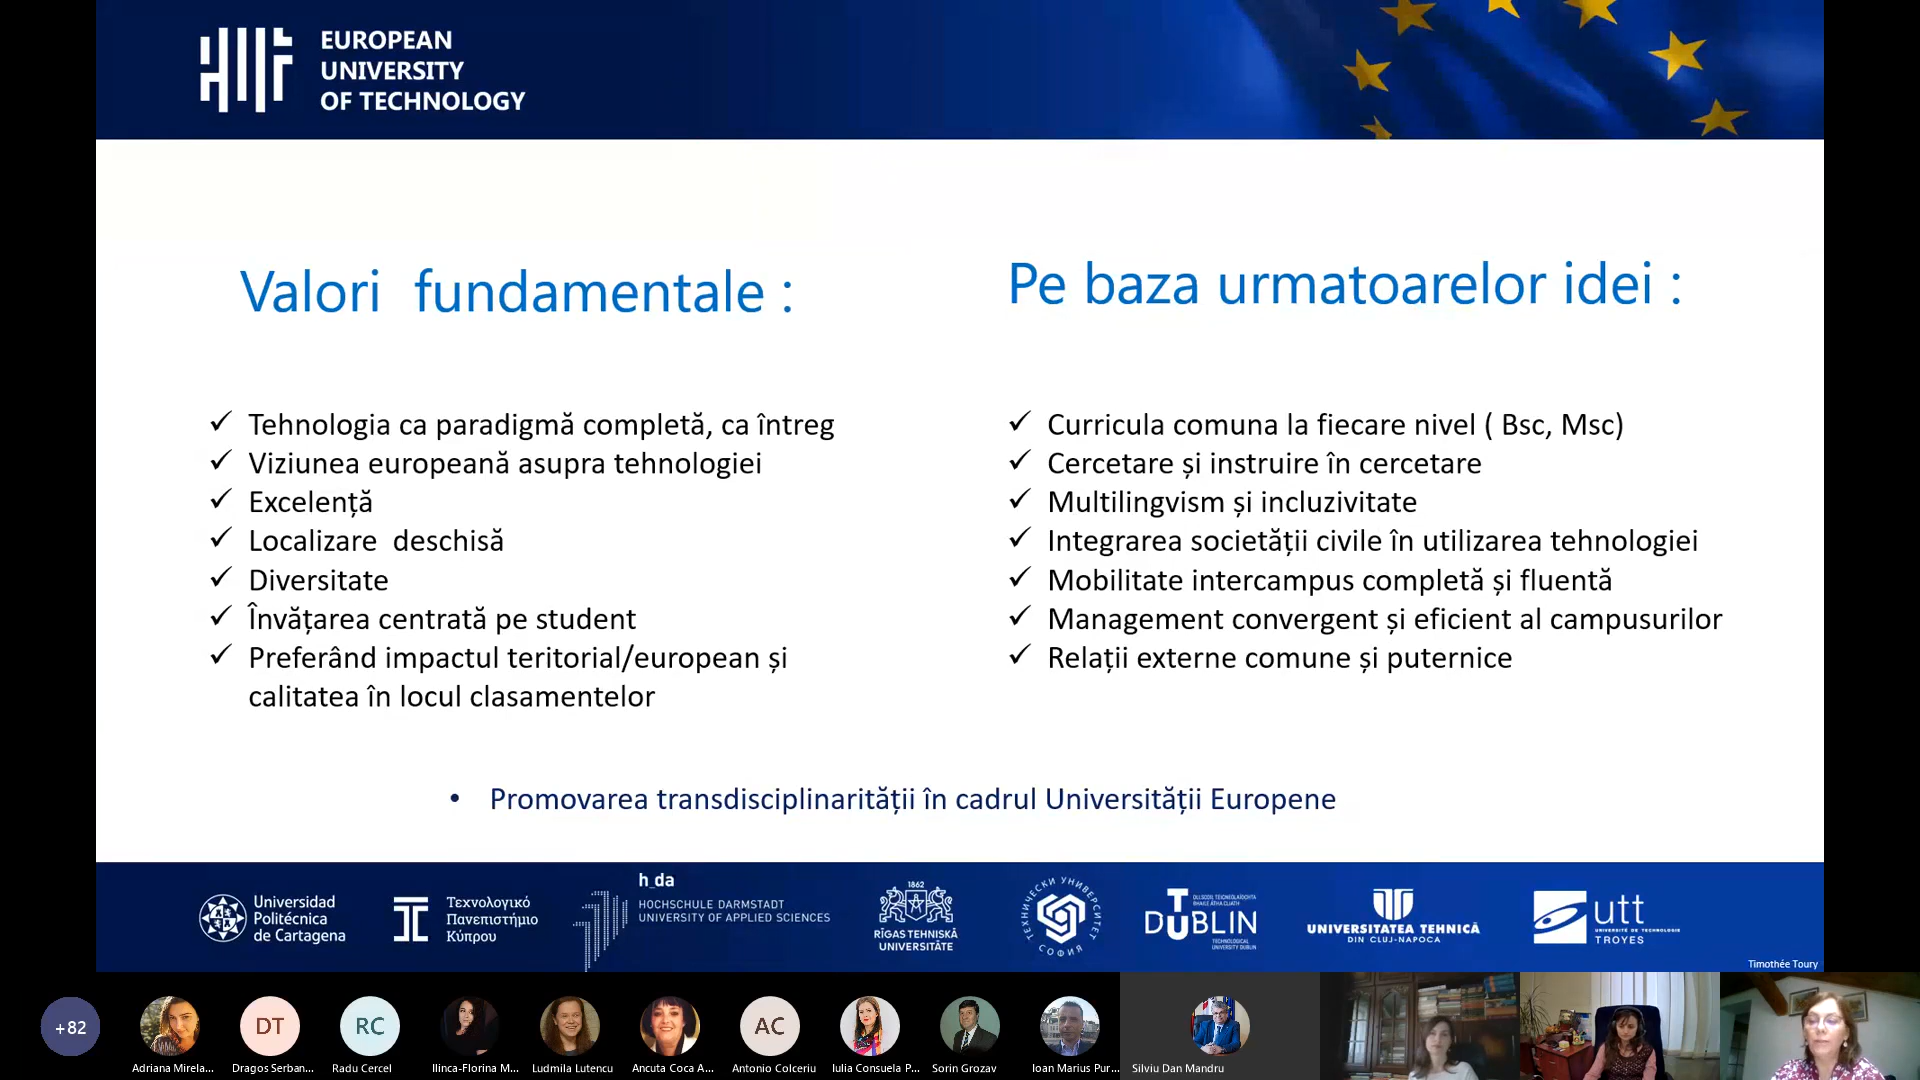 EUROPEAN
UNIVERSITY
OF TECHNOLOGY
Valori  fundamentale :
Tehnologia ca paradigmă completă, ca întreg
Viziunea europeană asupra tehnologiei
Excelență
Localizare  deschisă
Diversitate
Învățarea centrată pe student
Preferând impactul teritorial/european și
calitatea în locul clasamentelor
Pe baza urmatoarelor idei :
Curricula comuna la fiecare nivel ( Bsc, Msc)
Cercetare și instruire în cercetare
Multilingvism și incluzivitate
Integrarea societății civile în utilizarea tehnologiei
Mobilitate intercampus completă și fluentă
Management convergent și eficient al campusurilor
Relații externe comune și puternice
• Promovarea transdisciplinarității în cadrul Universității Europene
Universidad
Politécnica
de Cartagena
Τεχνολογικό
Πανεπιστήμιο
Κύπρου
h_da
HOCHSCHULE DARMSTADT
UNIVERSITY OF APPLIED SCIENCES
1862
RĪGAS TEHNISKĀ
UNIVERSITĀTE
ТЕХНИЧЕСКИ УНИВЕРСИТЕТ
СОФИЯ
DUBLIN
TECHNOLOGICAL
UNIVERSITY DUBLIN
UNIVERSITATEA TEHNICĂ
DIN CLUJ-NAPOCA
utt
UNIVERSITÉ DE TECHNOLOGIE
TROYES
Timothée Toury
+82
DT
RC
AC
Adriana Mirela...
Dragos Serban...
Radu Cercel
Ilinca-Florina M...
Ludmila Lutencu
Ancuta Coca A...
Antonio Colceriu
Iulia Consuela P...
Sorin Grozav
Ioan Marius Pur...
Silviu Dan Mandru